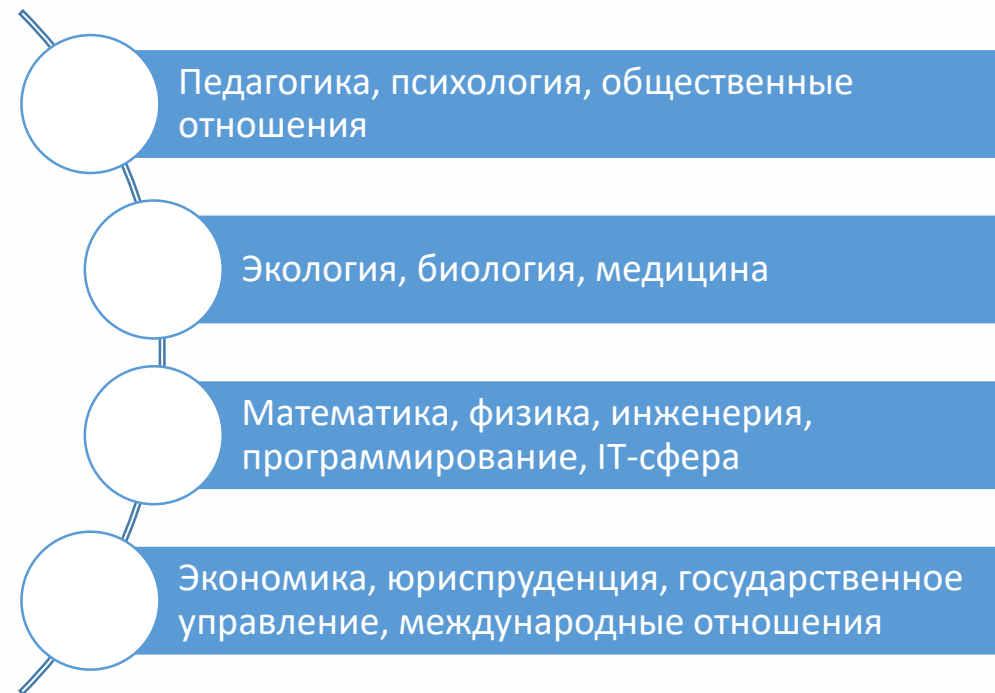 Педагогика, психология, общественные
отношения
Экология, биология, медицина
Математика, физика, инженерия,
программирование, IT-сфера
Экономика, юриспруденция, государственное
управление, международные отношения